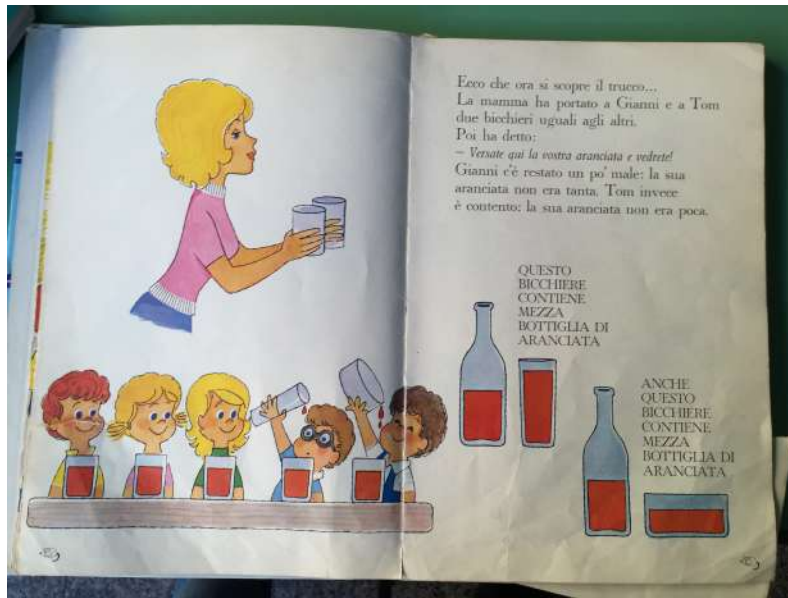 Ecco che ora si scopre il trucco...
La mamma ha portato a Gianni e a Tom
due bicchieri uguali agli altri.
Poi ha detto:
– Versate qui la vostra aranciata e vedrete!
Gianni c'è restato un po' male: la sua
aranciata non era tanta. Tom invece
è contento: la sua aranciata non era poca.
QUESTO
BICCHIERE
CONTIENE
MEZZA
BOTTIGLIA DI
ARANCIATA
ANCHE
QUESTO
BICCHIERE
CONTIENE
MEZZA
BOTTIGLIA DI
ARANCIATA